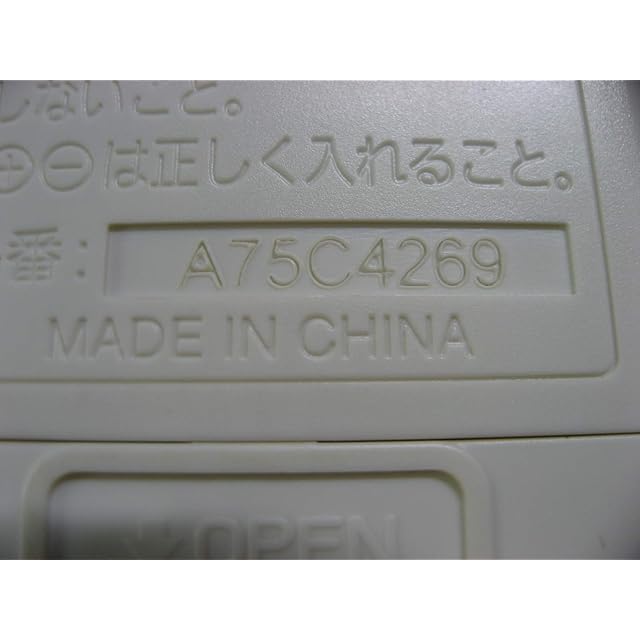 しないこと。
⊕⊖は正しく入れること。
番: A75C4269
MADE IN CHINA
OPEN